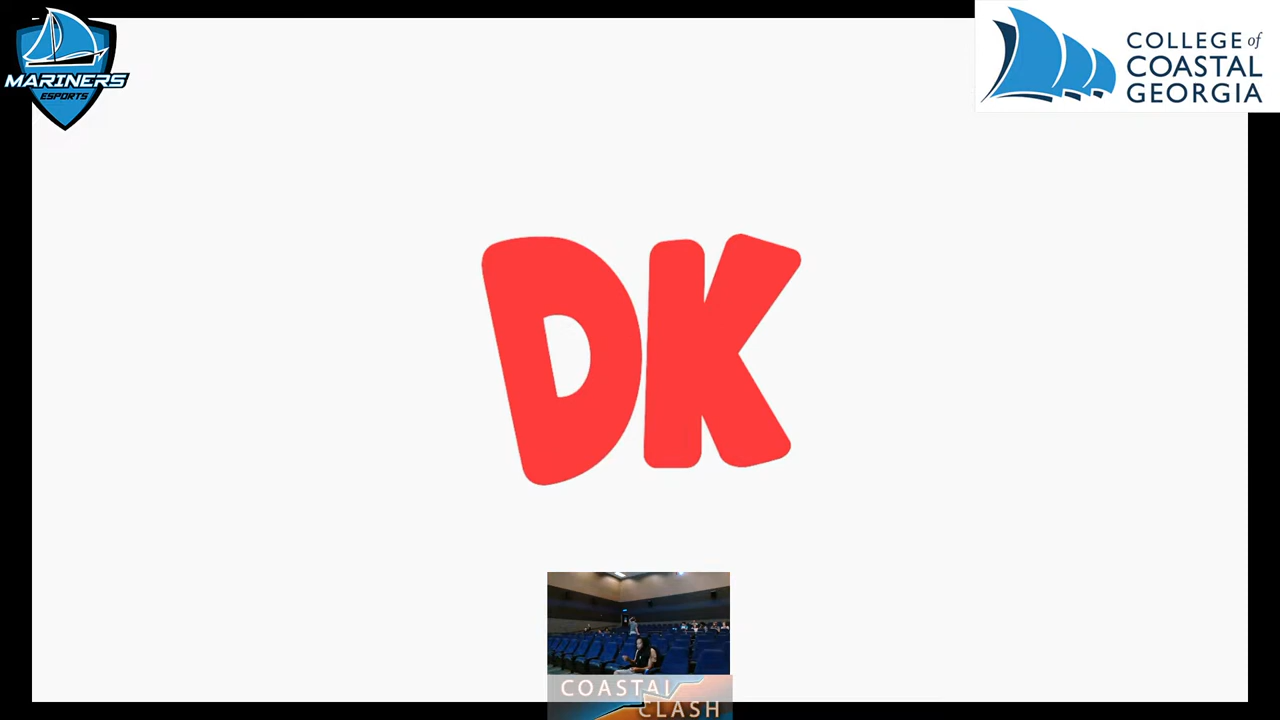 MARINERS
ESPORTS
COLLEGE of
COASTAL
GEORGIA
DK
COASTAL
CLASH